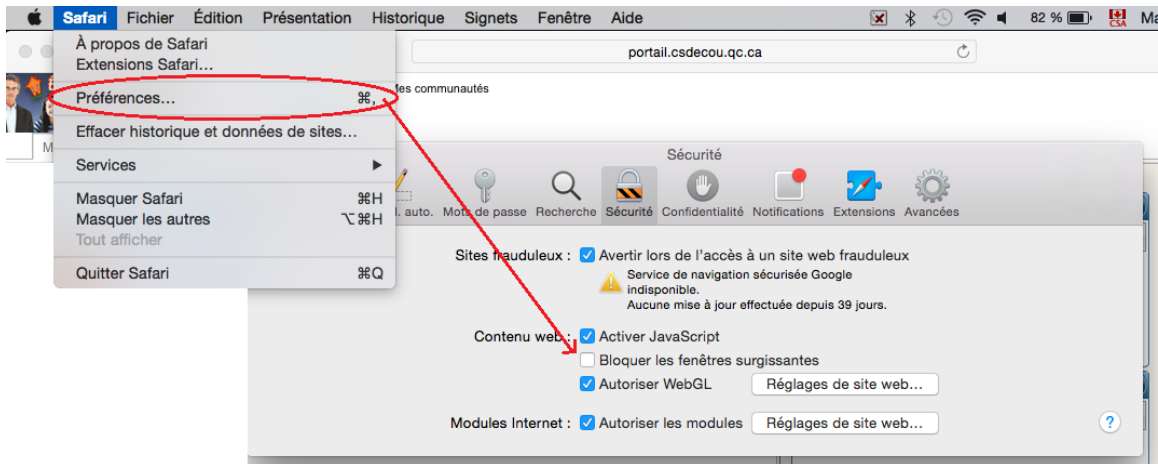 Safari Fichier Édition Présentation Historique Signets Fenêtre Aide 82 % CSA Ma
À propos de Safari
Extensions Safari...
portail.csdecou.qc.ca
Préférences... ⌘,
communautés
Effacer historique et données de sites...
M
Services ▶
Masquer Safari ⌘H
Masquer les autres ⌥⌘H
Tout afficher
Quitter Safari ⌘Q
Sécurité
auto. Mots de passe Recherche Sécurité Confidentialité Notifications Extensions Avancées
Sites frauduleux : Avertir lors de l'accès à un site web frauduleux
Service de navigation sécurisée Google
indisponible.
Aucune mise à jour effectuée depuis 39 jours.
Contenu web : Activer JavaScript
Bloquer les fenêtres surgissantes
Autoriser WebGL Réglages de site web...
Modules Internet : Autoriser les modules Réglages de site web... ?